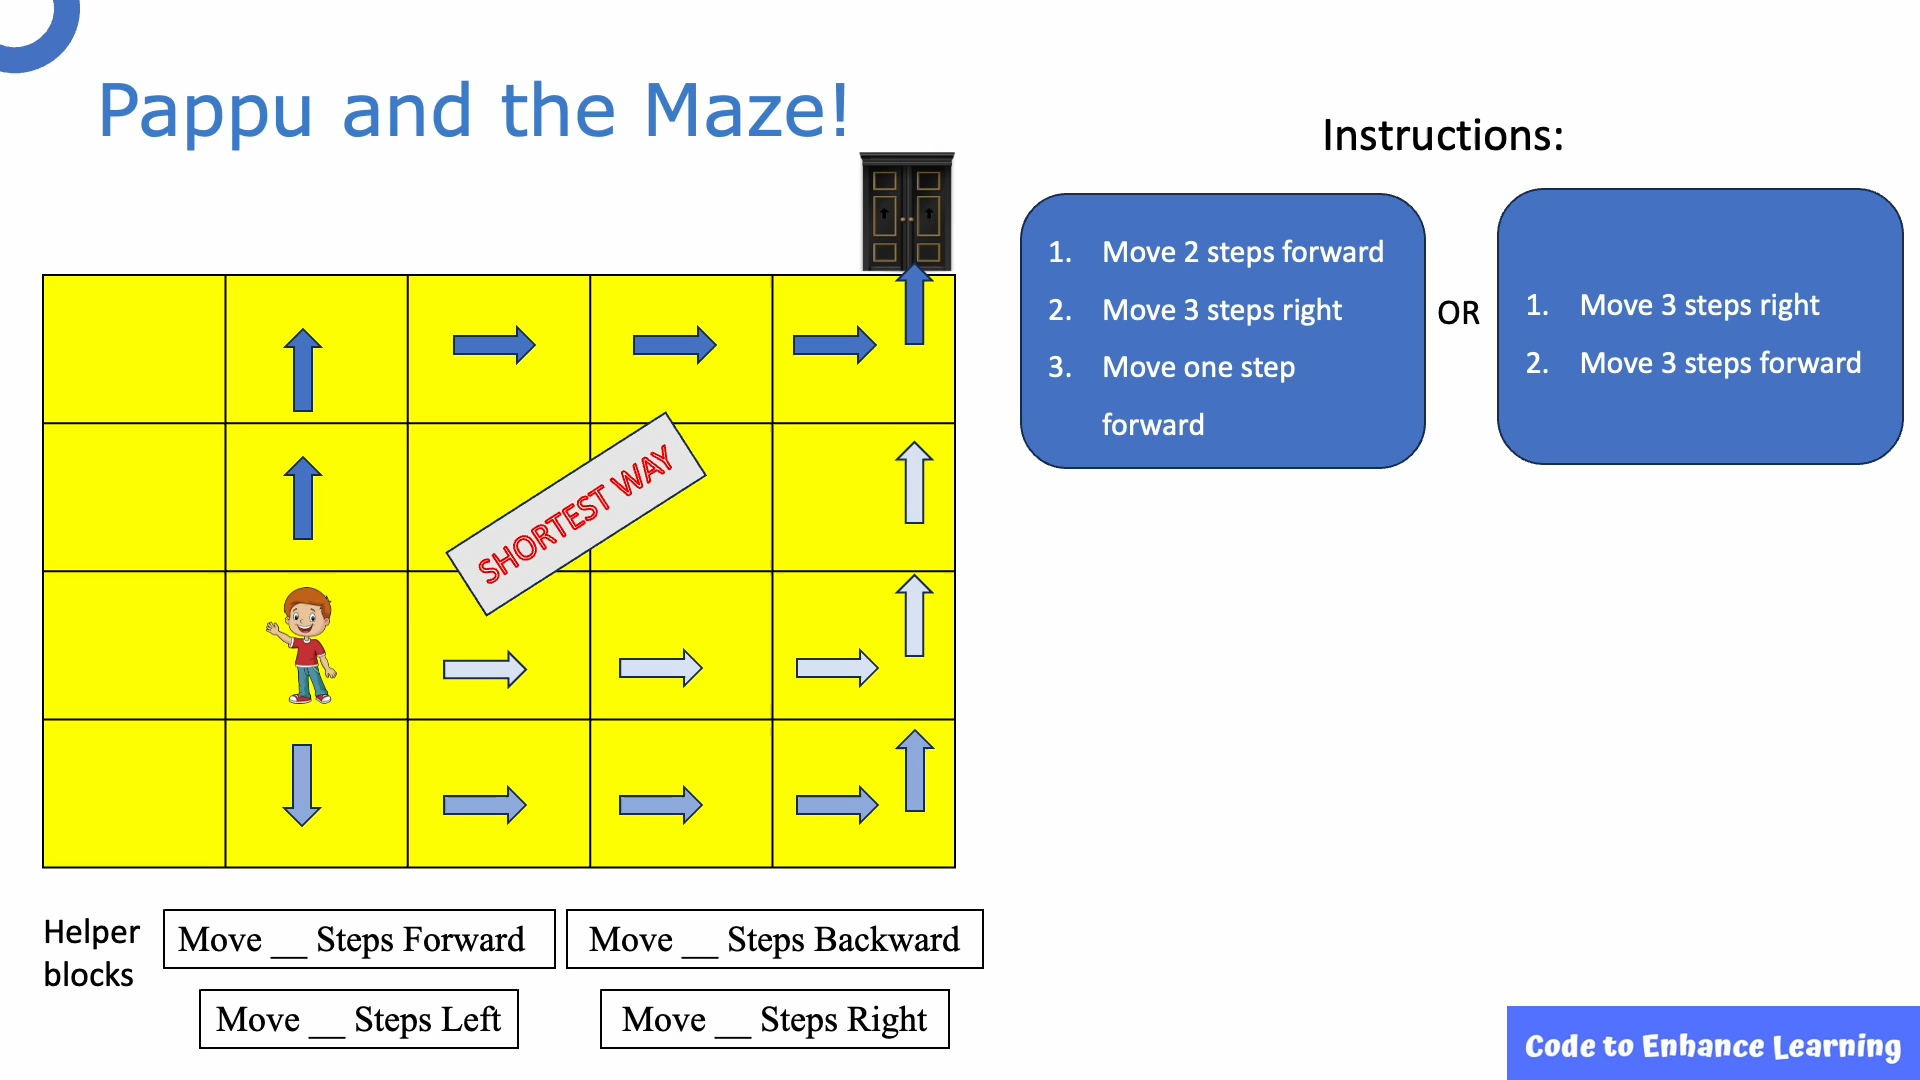 Pappu and the Maze!
Instructions:
1. Move 2 steps forward
2. Move 3 steps right
3. Move one step
forward
OR
1. Move 3 steps right
2. Move 3 steps forward
SHORTEST WAY
Helper
blocks
Move __ Steps Forward
Move __ Steps Backward
Move __ Steps Left
Move __ Steps Right
Code to Enhance Learning